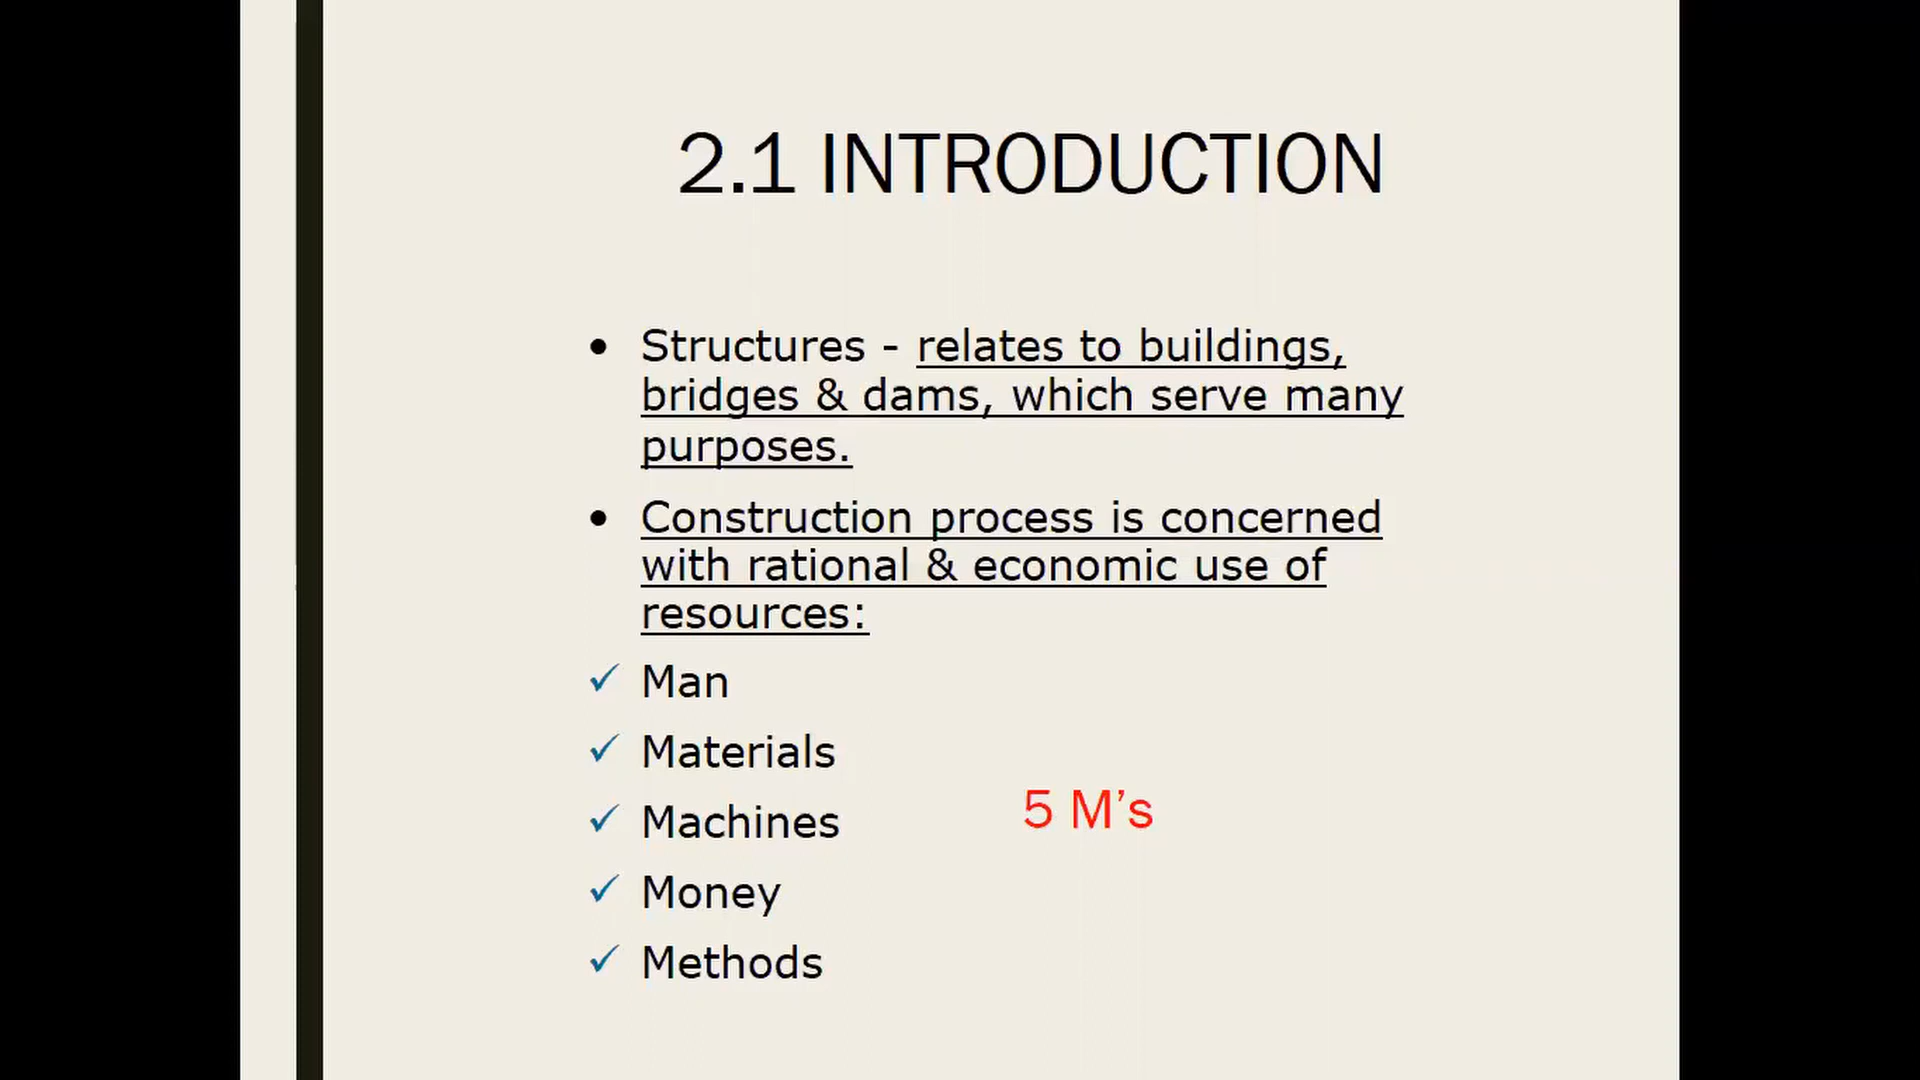 2.1 INTRODUCTION
• Structures - relates to buildings,
bridges & dams, which serve many
purposes.
• Construction process is concerned
with rational & economic use of
resources:
✓ Man
✓ Materials
✓ Machines
5 M’s
✓ Money
✓ Methods